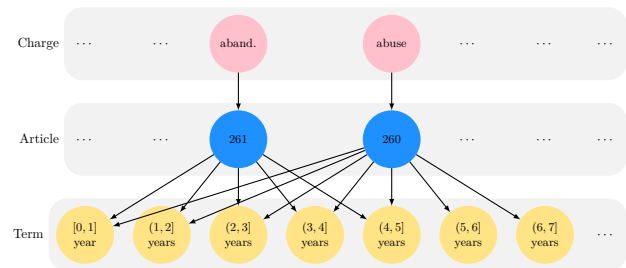 Charge ··· ··· aband. abuse ··· ··· ···
Article ··· ··· 261 260 ··· ··· ···
Term [0, 1] (1, 2] (2, 3] (3, 4] (4, 5] (5, 6] (6, 7] ···
year years years years years years years